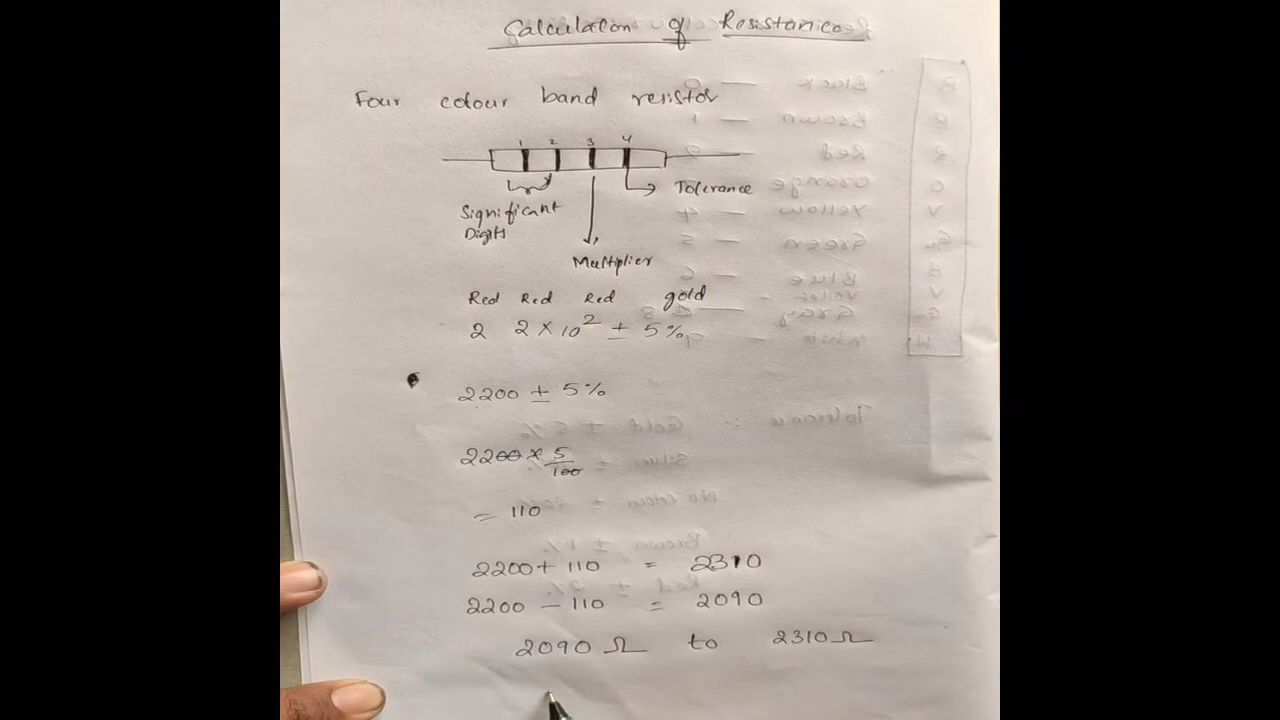 Calculation of Resistance
Four colour band resistor
1 2 3 4
Tolerance
Significant
Digits
Multiplier
Red Red Red gold
2 2 × 10² ± 5%
2200 ± 5%
2200 × 5/100
= 110
2200 + 110 = 2310
2200 - 110 = 2090
2090 Ω to 2310 Ω